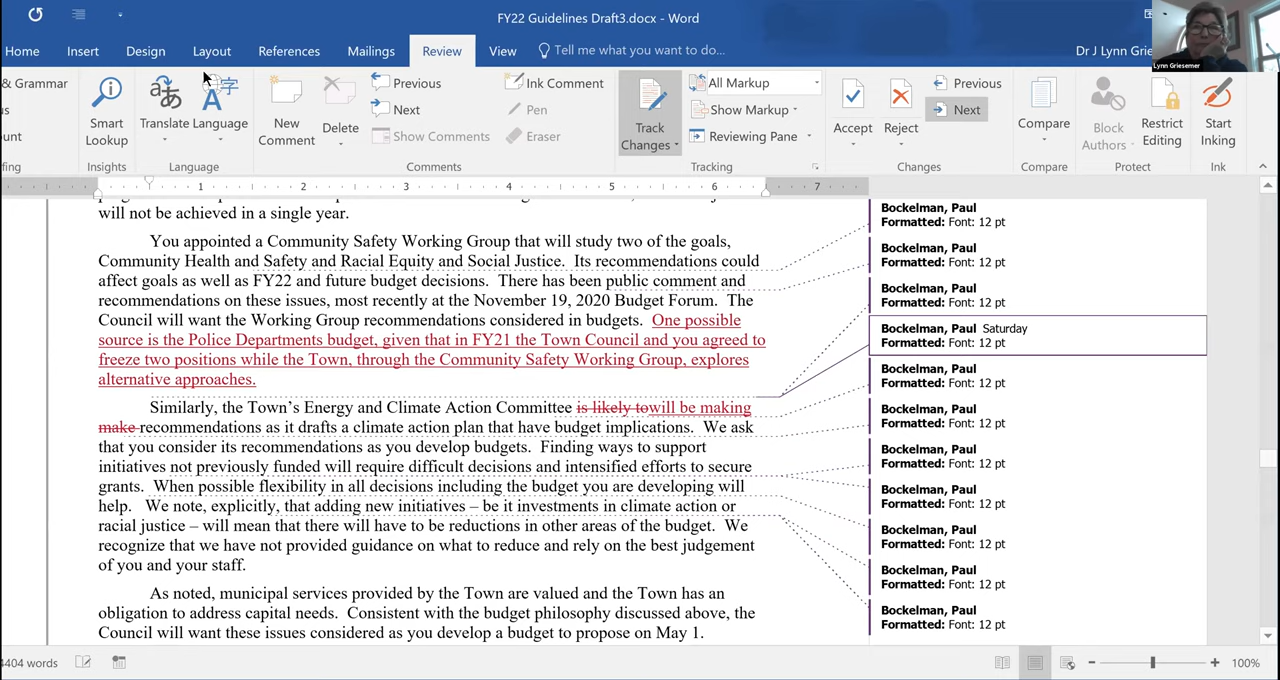 FY22 Guidelines Draft3.docx - Word
Home Insert Design Layout References Mailings Review View Tell me what you want to do...
Dr J Lynn Grie
Lynn Griesemer
& Grammar
Smart Lookup
Insights
Translate Language
Language
New Comment
Delete
Previous
Next
Show Comments
Ink Comment
Pen
Eraser
Comments
Track Changes
All Markup
Show Markup
Reviewing Pane
Tracking
Accept Reject
Previous
Next
Changes
Compare
Compare
Block Authors
Restrict Editing
Protect
Start Inking
Ink
1 2 3 4 5 6 7
will not be achieved in a single year.
You appointed a Community Safety Working Group that will study two of the goals,
Community Health and Safety and Racial Equity and Social Justice. Its recommendations could
affect goals as well as FY22 and future budget decisions. There has been public comment and
recommendations on these issues, most recently at the November 19, 2020 Budget Forum. The
Council will want the Working Group recommendations considered in budgets. One possible
source is the Police Departments budget, given that in FY21 the Town Council and you agreed to
freeze two positions while the Town, through the Community Safety Working Group, explores
alternative approaches.
Similarly, the Town's Energy and Climate Action Committee is likely towill be making
make recommendations as it drafts a climate action plan that have budget implications. We ask
that you consider its recommendations as you develop budgets. Finding ways to support
initiatives not previously funded will require difficult decisions and intensified efforts to secure
grants. When possible flexibility in all decisions including the budget you are developing will
help. We note, explicitly, that adding new initiatives – be it investments in climate action or
racial justice – will mean that there will have to be reductions in other areas of the budget. We
recognize that we have not provided guidance on what to reduce and rely on the best judgement
of you and your staff.
As noted, municipal services provided by the Town are valued and the Town has an
obligation to address capital needs. Consistent with the budget philosophy discussed above, the
Council will want these issues considered as you develop a budget to propose on May 1.
Bockelman, Paul
Formatted: Font: 12 pt
Bockelman, Paul
Formatted: Font: 12 pt
Bockelman, Paul
Formatted: Font: 12 pt
Bockelman, Paul Saturday
Formatted: Font: 12 pt
Bockelman, Paul
Formatted: Font: 12 pt
Bockelman, Paul
Formatted: Font: 12 pt
Bockelman, Paul
Formatted: Font: 12 pt
Bockelman, Paul
Formatted: Font: 12 pt
Bockelman, Paul
Formatted: Font: 12 pt
Bockelman, Paul
Formatted: Font: 12 pt
Bockelman, Paul
Formatted: Font: 12 pt
4404 words
100%